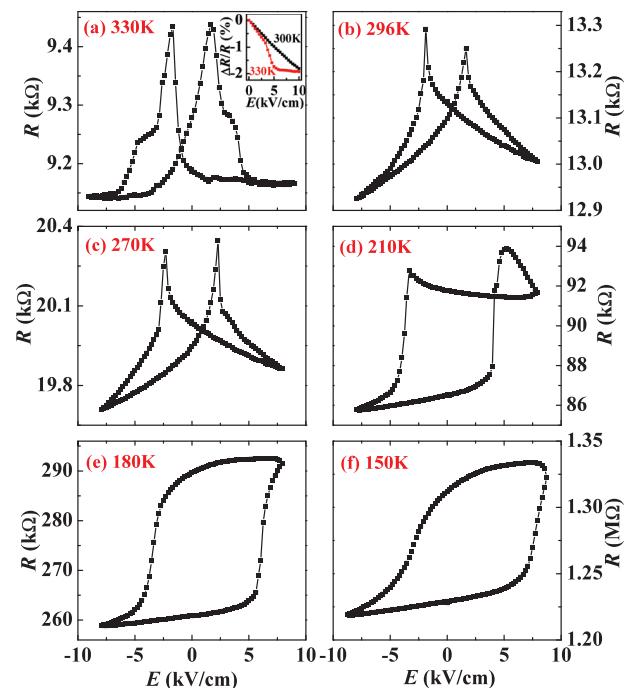 (a) 330K
9.4
9.3
9.2
R (kΩ)
0
-1
-2
ΔR/R (%)
300K
330K
0 5 10
E(kV/cm)
(b) 296K
13.3
13.2
13.1
13.0
12.9
R (kΩ)
(c) 270K
20.4
20.1
19.8
R (kΩ)
(d) 210K
94
92
90
88
86
R (kΩ)
(e) 180K
290
280
270
260
R (kΩ)
-10 -5 0 5 10
E (kV/cm)
(f) 150K
1.35
1.30
1.25
1.20
R (MΩ)
-10 -5 0 5 10
E (kV/cm)